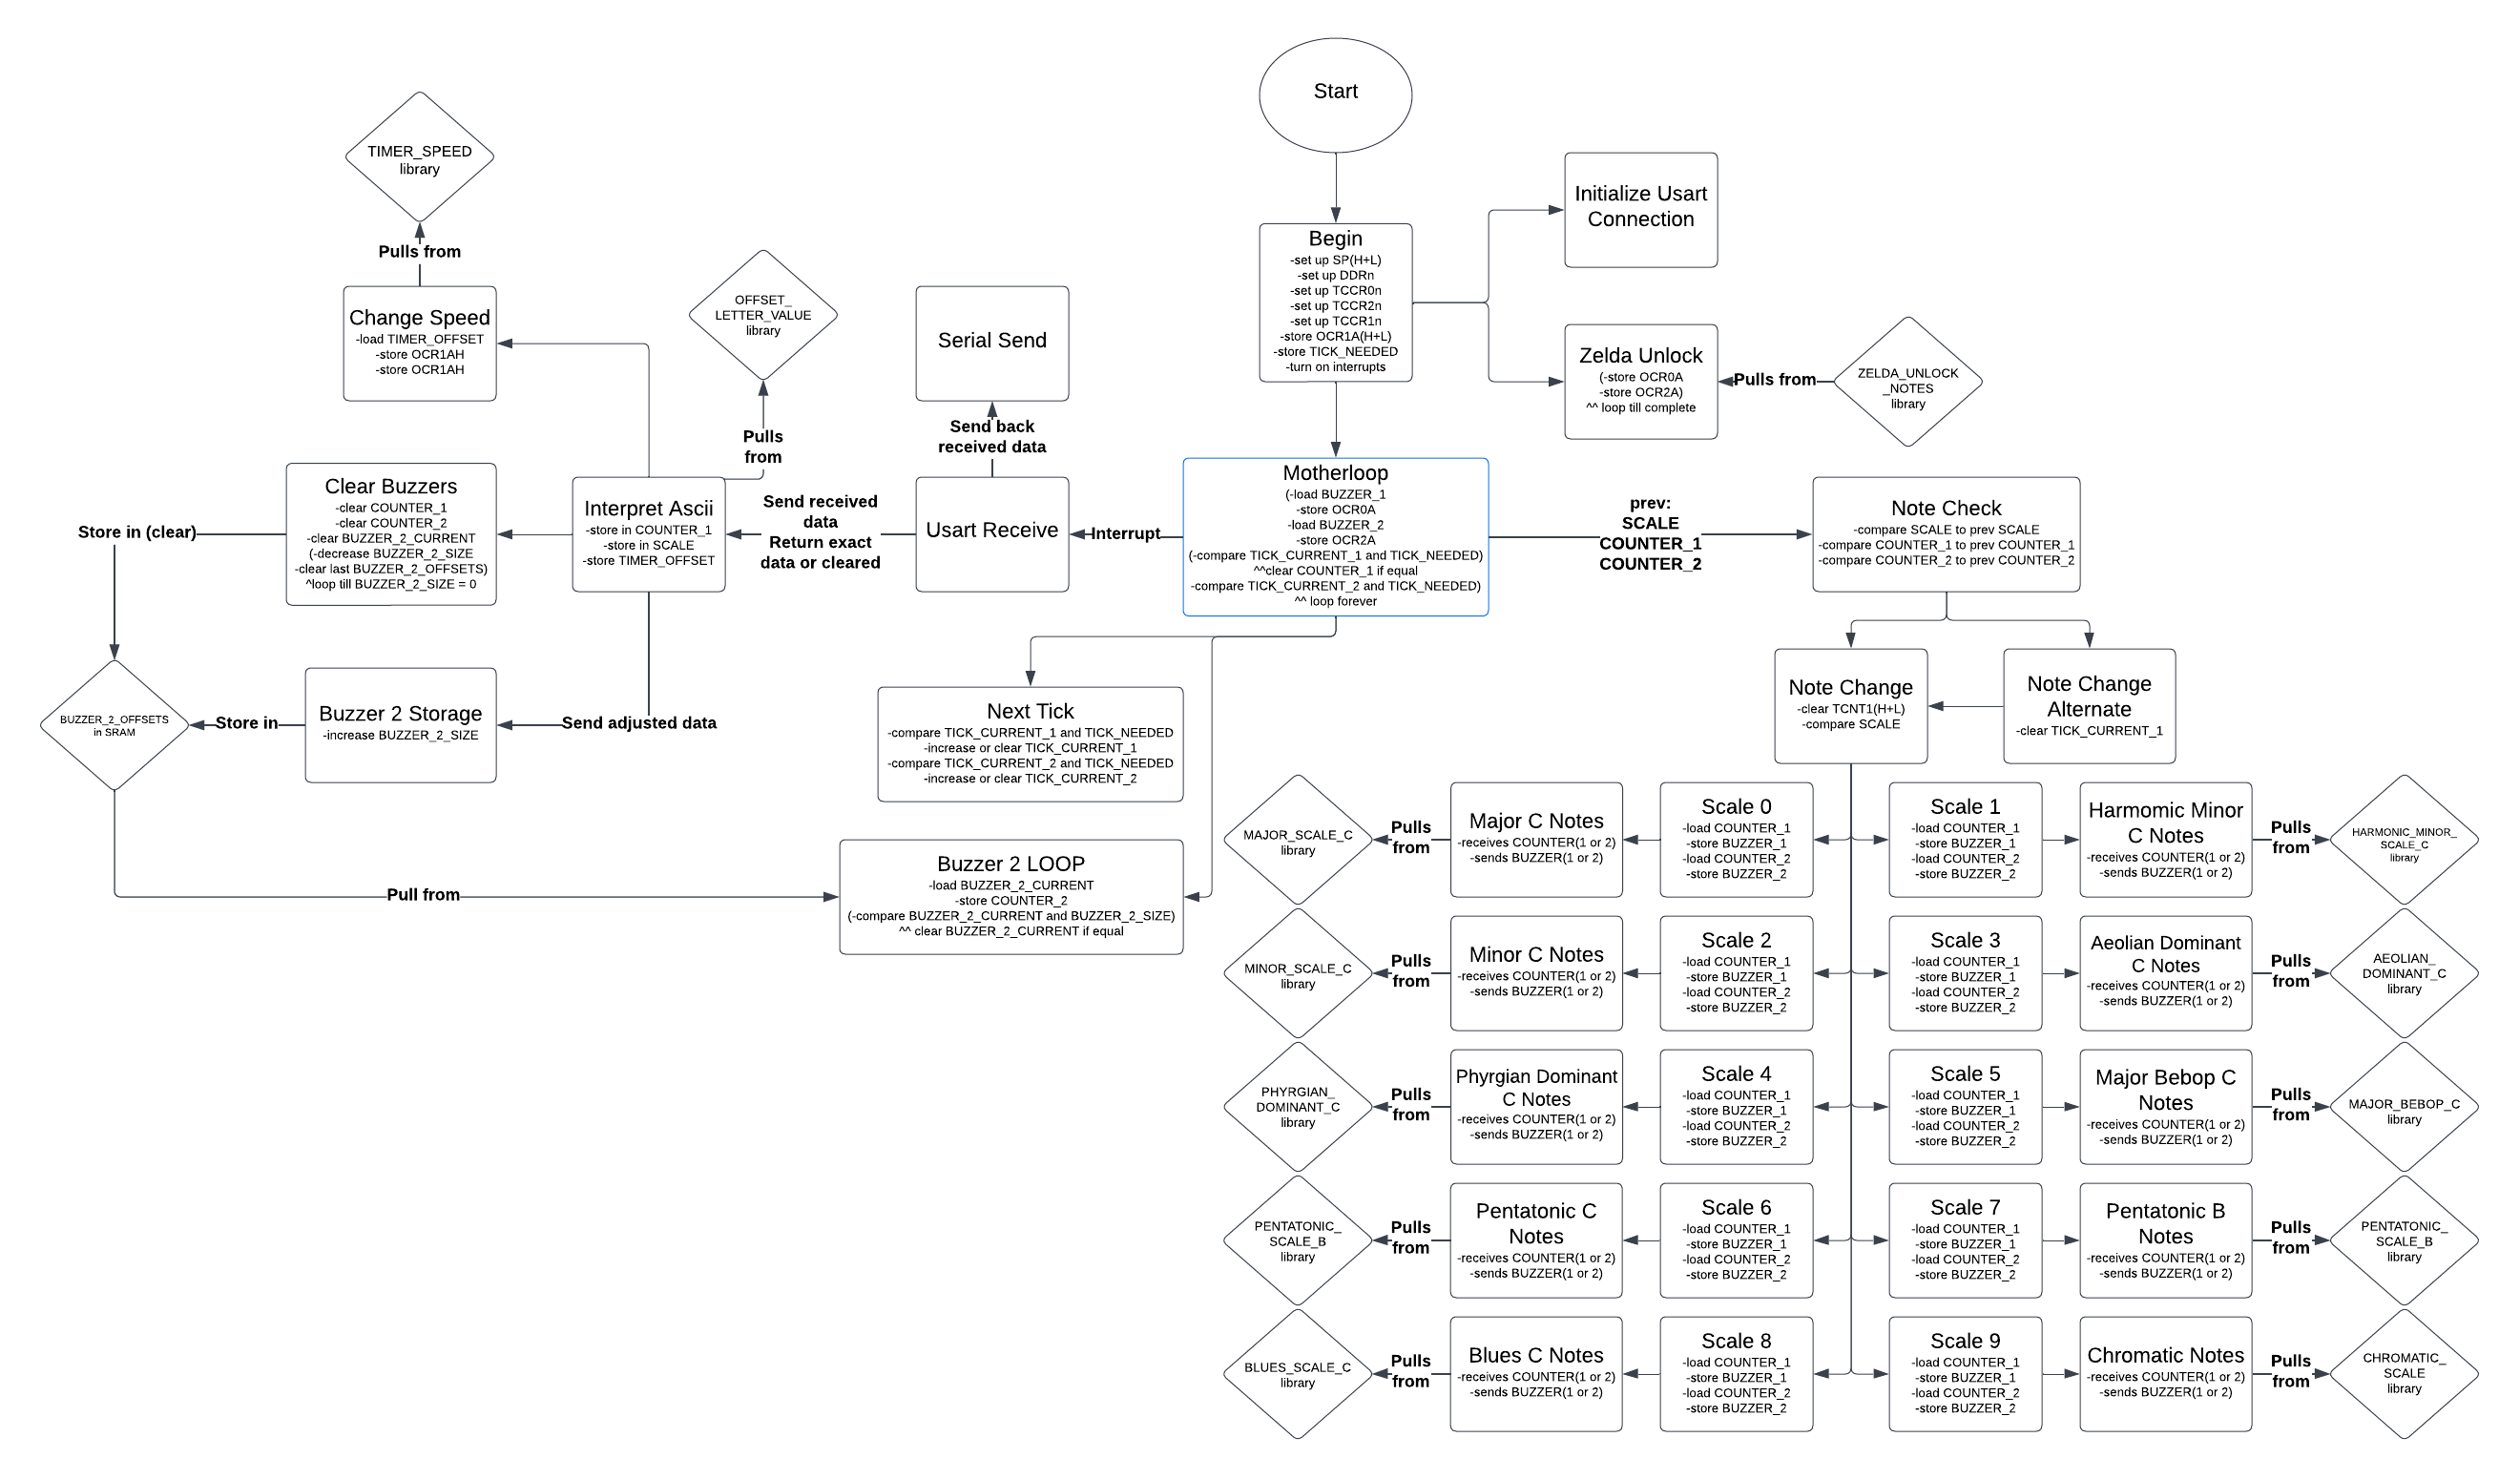 Start
Begin
-set up SP(H+L)
-set up DDRn
-set up TCCR0n
-set up TCCR2n
-set up TCCR1n
-store OCR1A(H+L)
-store TICK_NEEDED
-turn on interrupts
Initialize Usart
Connection
Zelda Unlock
(-store OCR0A
-store OCR2A)
^^ loop till complete
Pulls from
ZELDA_UNLOCK
_NOTES
library
TIMER_SPEED
library
Pulls from
Change Speed
-load TIMER_OFFSET
-store OCR1AH
-store OCR1AH
OFFSET_
LETTER_VALUE
library
Pulls
from
Serial Send
Send back
received data
Clear Buzzers
-clear COUNTER_1
-clear COUNTER_2
-clear BUZZER_2_CURRENT
(-decrease BUZZER_2_SIZE
-clear last BUZZER_2_OFFSETS)
^loop till BUZZER_2_SIZE = 0
Store in (clear)
Interpret Ascii
-store in COUNTER_1
-store in SCALE
-store TIMER_OFFSET
Send received
data
Return exact
data or cleared
Usart Receive
Interrupt
Motherloop
(-load BUZZER_1
-store OCR0A
-load BUZZER_2
-store OCR2A
(-compare TICK_CURRENT_1 and TICK_NEEDED)
^^clear COUNTER_1 if equal
-compare TICK_CURRENT_2 and TICK_NEEDED)
^^ loop forever
prev:
SCALE
COUNTER_1
COUNTER_2
Note Check
-compare SCALE to prev SCALE
-compare COUNTER_1 to prev COUNTER_1
-compare COUNTER_2 to prev COUNTER_2
BUZZER_2_OFFSETS
in SRAM
Store in
Buzzer 2 Storage
-increase BUZZER_2_SIZE
Send adjusted data
Next Tick
-compare TICK_CURRENT_1 and TICK_NEEDED
-increase or clear TICK_CURRENT_1
-compare TICK_CURRENT_2 and TICK_NEEDED
-increase or clear TICK_CURRENT_2
Note Change
-clear TCNT1(H+L)
-compare SCALE
Note Change
Alternate
-clear TICK_CURRENT_1
Pull from
Buzzer 2 LOOP
-load BUZZER_2_CURRENT
-store COUNTER_2
(-compare BUZZER_2_CURRENT and BUZZER_2_SIZE)
^^ clear BUZZER_2_CURRENT if equal
MAJOR_SCALE_C
library
Pulls
from
Major C Notes
-receives COUNTER(1 or 2)
-sends BUZZER(1 or 2)
Scale 0
-load COUNTER_1
-store BUZZER_1
-load COUNTER_2
-store BUZZER_2
Scale 1
-load COUNTER_1
-store BUZZER_1
-load COUNTER_2
-store BUZZER_2
Harmomic Minor
C Notes
-receives COUNTER(1 or 2)
-sends BUZZER(1 or 2)
Pulls
from
HARMONIC_MINOR_
SCALE_C
library
MINOR_SCALE_C
library
Pulls
from
Minor C Notes
-receives COUNTER(1 or 2)
-sends BUZZER(1 or 2)
Scale 2
-load COUNTER_1
-store BUZZER_1
-load COUNTER_2
-store BUZZER_2
Scale 3
-load COUNTER_1
-store BUZZER_1
-load COUNTER_2
-store BUZZER_2
Aeolian Dominant
C Notes
-receives COUNTER(1 or 2)
-sends BUZZER(1 or 2)
Pulls
from
AEOLIAN_
DOMINANT_C
library
PHYRGIAN_
DOMINANT_C
library
Pulls
from
Phyrgian Dominant
C Notes
-receives COUNTER(1 or 2)
-sends BUZZER(1 or 2)
Scale 4
-load COUNTER_1
-store BUZZER_1
-load COUNTER_2
-store BUZZER_2
Scale 5
-load COUNTER_1
-store BUZZER_1
-load COUNTER_2
-store BUZZER_2
Major Bebop C
Notes
-receives COUNTER(1 or 2)
-sends BUZZER(1 or 2)
Pulls
from
MAJOR_BEBOP_C
library
PENTATONIC_
SCALE_B
library
Pulls
from
Pentatonic C
Notes
-receives COUNTER(1 or 2)
-sends BUZZER(1 or 2)
Scale 6
-load COUNTER_1
-store BUZZER_1
-load COUNTER_2
-store BUZZER_2
Scale 7
-load COUNTER_1
-store BUZZER_1
-load COUNTER_2
-store BUZZER_2
Pentatonic B
Notes
-receives COUNTER(1 or 2)
-sends BUZZER(1 or 2)
Pulls
from
PENTATONIC_
SCALE_B
library
BLUES_SCALE_C
library
Pulls
from
Blues C Notes
-receives COUNTER(1 or 2)
-sends BUZZER(1 or 2)
Scale 8
-load COUNTER_1
-store BUZZER_1
-load COUNTER_2
-store BUZZER_2
Scale 9
-load COUNTER_1
-store BUZZER_1
-load COUNTER_2
-store BUZZER_2
Chromatic Notes
-receives COUNTER(1 or 2)
-sends BUZZER(1 or 2)
Pulls
from
CHROMATIC_
SCALE
library